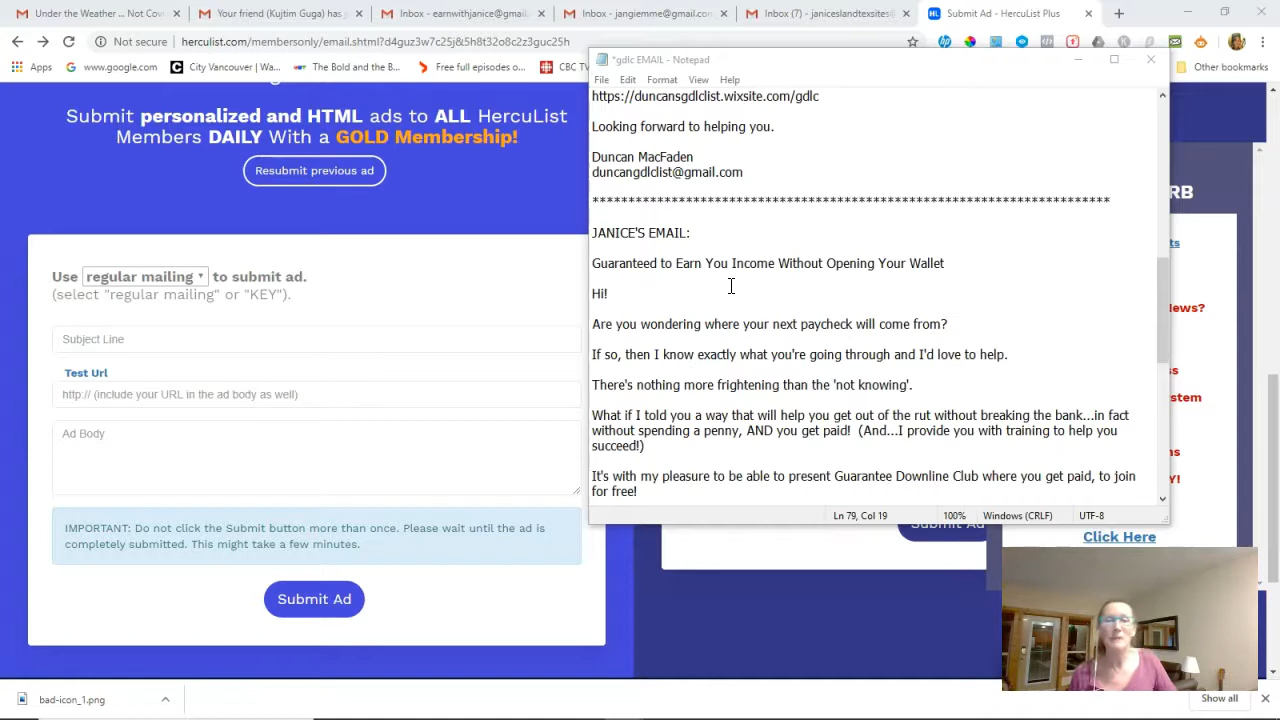 Under the Weather ... Not Cover
Your friend (Kujtim Guga) has j
Inbox - earnwithjanice@gmail.
Inbox - jangiemme@gmail.com
Inbox (7) - janiceslandtexsites@
Submit Ad - HercuList Plus
Not secure
herculist.com/members/only/email.html?d4guz3w7c25j&5h8t32o8c2z3guc25h
Apps
www.google.com
City Vancouver | Wa...
The Bold and the B...
Free full episodes o...
CBC TV
Other bookmarks
Submit personalized and HTML ads to ALL HercuList
Members DAILY With a GOLD Membership!
Resubmit previous ad
Use regular mailing to submit ad.
(select "regular mailing" or "KEY").
Subject Line
Test Url
http:// (include your URL in the ad body as well)
Ad Body
IMPORTANT: Do not click the Submit button more than once. Please wait until the ad is
completely submitted. This might take a few minutes.
Submit Ad
*gdlc EMAIL - Notepad
File Edit Format View Help
https://duncansgdlclist.wixsite.com/gdlc
Looking forward to helping you.
Duncan MacFaden
duncangdlclist@gmail.com
************************************************************************
JANICE'S EMAIL:
Guaranteed to Earn You Income Without Opening Your Wallet
Hi!
Are you wondering where your next paycheck will come from?
If so, then I know exactly what you're going through and I'd love to help.
There's nothing more frightening than the 'not knowing'.
What if I told you a way that will help you get out of the rut without breaking the bank...in fact
without spending a penny, AND you get paid! (And...I provide you with training to help you
succeed!)
It's with my pleasure to be able to present Guarantee Downline Club where you get paid, to join
for free!
Ln 79, Col 19
100%
Windows (CRLF)
UTF-8
Submit Ad
RB
ts
ews?
ss
ystem
ns
Y!
Click Here
bad-icon_1.png
Show all